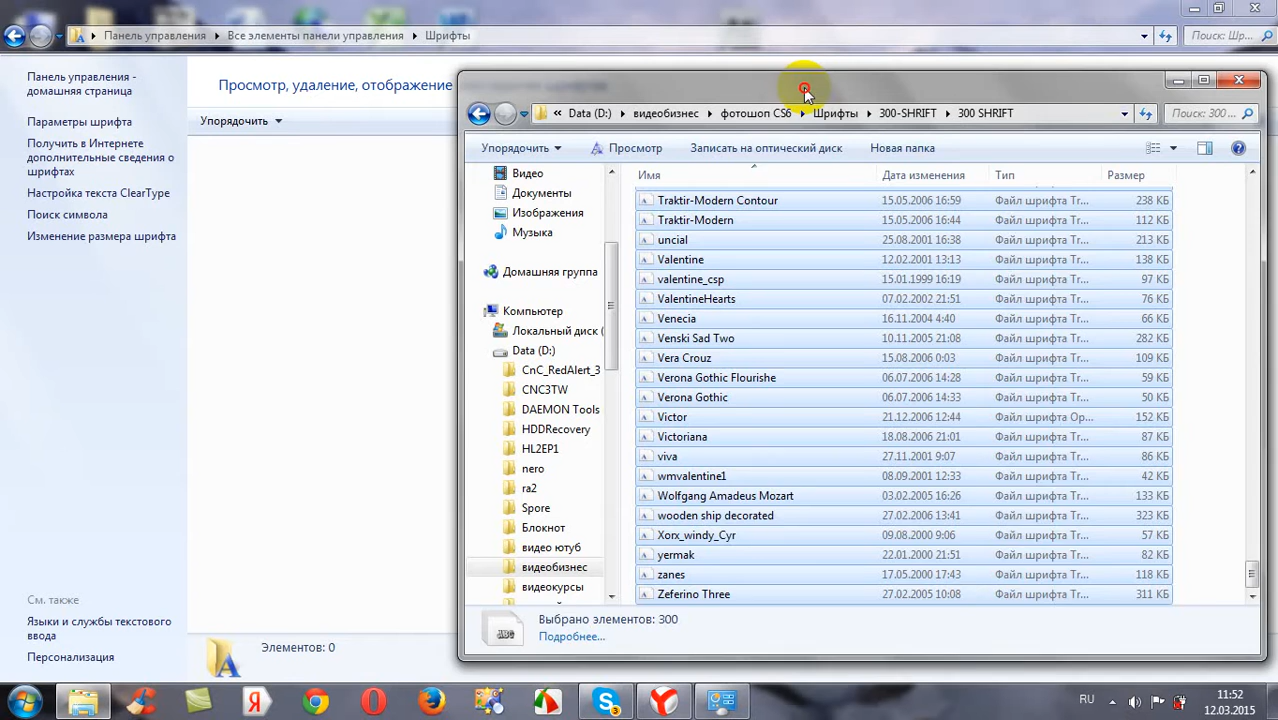 Панель управления Все элементы панели управления Шрифты
Поиск: Шр...
Панель управления -
домашняя страница
Параметры шрифта
Получить в Интернете
дополнительные сведения о
шрифтах
Настройка текста ClearType
Поиск символа
Изменение размера шрифта
См. также
Языки и службы текстового
ввода
Персонализация
Просмотр, удаление, отображение
Упорядочить
Элементов: 0
« Data (D:) видеобизнес фотошоп CS6 Шрифты 300-SHRIFT 300 SHRIFT
Поиск: 300...
Упорядочить Просмотр Записать на оптический диск Новая папка
Видео
Документы
Изображения
Музыка
Домашняя группа
Компьютер
Локальный диск (
Data (D:)
CnC_RedAlert_3
CNC3TW
DAEMON Tools
HDDRecovery
HL2EP1
nero
ra2
Spore
Блокнот
видео ютуб
видеобизнес
видеокурсы
Имя Дата изменения Тип Размер
Traktir-Modern Contour 15.05.2006 16:59 Файл шрифта Tr... 238 КБ
Traktir-Modern 15.05.2006 16:44 Файл шрифта Tr... 112 КБ
uncial 25.08.2001 16:38 Файл шрифта Tr... 213 КБ
Valentine 12.02.2001 13:13 Файл шрифта Tr... 138 КБ
valentine_csp 15.01.1999 16:19 Файл шрифта Tr... 97 КБ
ValentineHearts 07.02.2002 21:51 Файл шрифта Tr... 76 КБ
Venecia 16.11.2004 4:40 Файл шрифта Tr... 66 КБ
Venski Sad Two 10.11.2005 21:08 Файл шрифта Tr... 282 КБ
Vera Crouz 15.08.2006 0:03 Файл шрифта Tr... 109 КБ
Verona Gothic Flourishe 06.07.2006 14:28 Файл шрифта Tr... 59 КБ
Verona Gothic 06.07.2006 14:33 Файл шрифта Tr... 50 КБ
Victor 21.12.2006 12:44 Файл шрифта Op... 152 КБ
Victoriana 18.08.2006 21:01 Файл шрифта Tr... 87 КБ
viva 27.11.2001 9:07 Файл шрифта Tr... 86 КБ
wmvalentine1 08.09.2001 12:33 Файл шрифта Tr... 42 КБ
Wolfgang Amadeus Mozart 03.02.2005 16:26 Файл шрифта Tr... 133 КБ
wooden ship decorated 27.02.2006 13:41 Файл шрифта Tr... 323 КБ
Xorx_windy_Cyr 09.08.2000 9:06 Файл шрифта Tr... 57 КБ
yermak 22.01.2000 21:51 Файл шрифта Tr... 82 КБ
zanes 17.05.2000 17:43 Файл шрифта Tr... 118 КБ
Zeferino Three 27.02.2005 10:08 Файл шрифта Tr... 311 КБ
Выбрано элементов: 300
Подробнее...
RU
11:52
12.03.2015